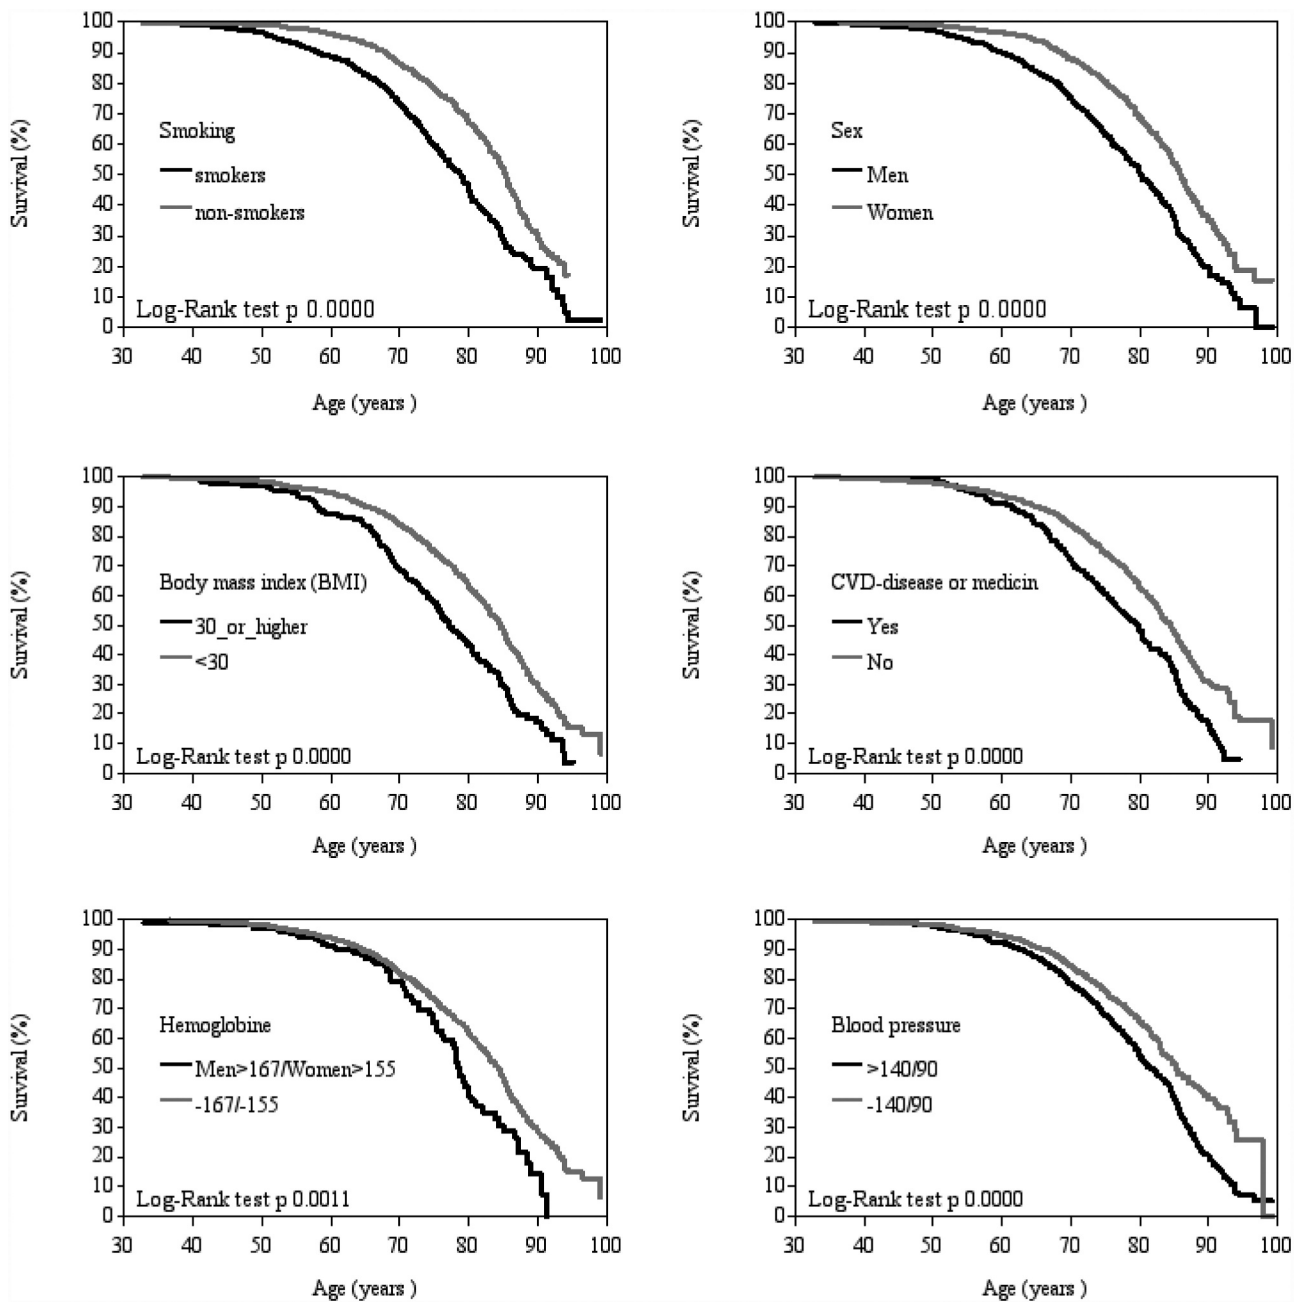 100
90
80
70
60
50
40
30
20
10
0
Survival (%)
Smoking
smokers
non-smokers
Log-Rank test p 0.0000
30 40 50 60 70 80 90 100
Age (years )
100
90
80
70
60
50
40
30
20
10
0
Survival (%)
Sex
Men
Women
Log-Rank test p 0.0000
30 40 50 60 70 80 90 100
Age (years )
100
90
80
70
60
50
40
30
20
10
0
Survival (%)
Body mass index (BMI)
30_or_higher
<30
Log-Rank test p 0.0000
30 40 50 60 70 80 90 100
Age (years )
100
90
80
70
60
50
40
30
20
10
0
Survival (%)
CVD-disease or medicin
Yes
No
Log-Rank test p 0.0000
30 40 50 60 70 80 90 100
Age (years )
100
90
80
70
60
50
40
30
20
10
0
Survival (%)
Hemoglobine
Men>167/Women>155
-167/-155
Log-Rank test p 0.0011
30 40 50 60 70 80 90 100
Age (years )
100
90
80
70
60
50
40
30
20
10
0
Survival (%)
Blood pressure
>140/90
-140/90
Log-Rank test p 0.0000
30 40 50 60 70 80 90 100
Age (years )